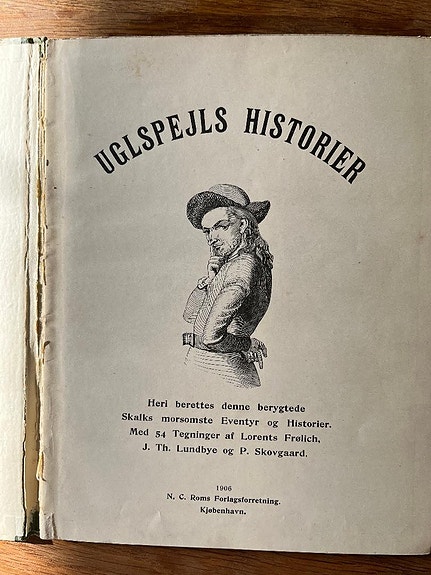 UGLSPEJLS HISTORIER
Heri berettes denne berygtede
Skalks morsomste Eventyr og Historier.
Med 54 Tegninger af Lorents Frølich,
J. Th. Lundbye og P. Skovgaard.
1906
N. C. Roms Forlagsforretning.
Kjøbenhavn.